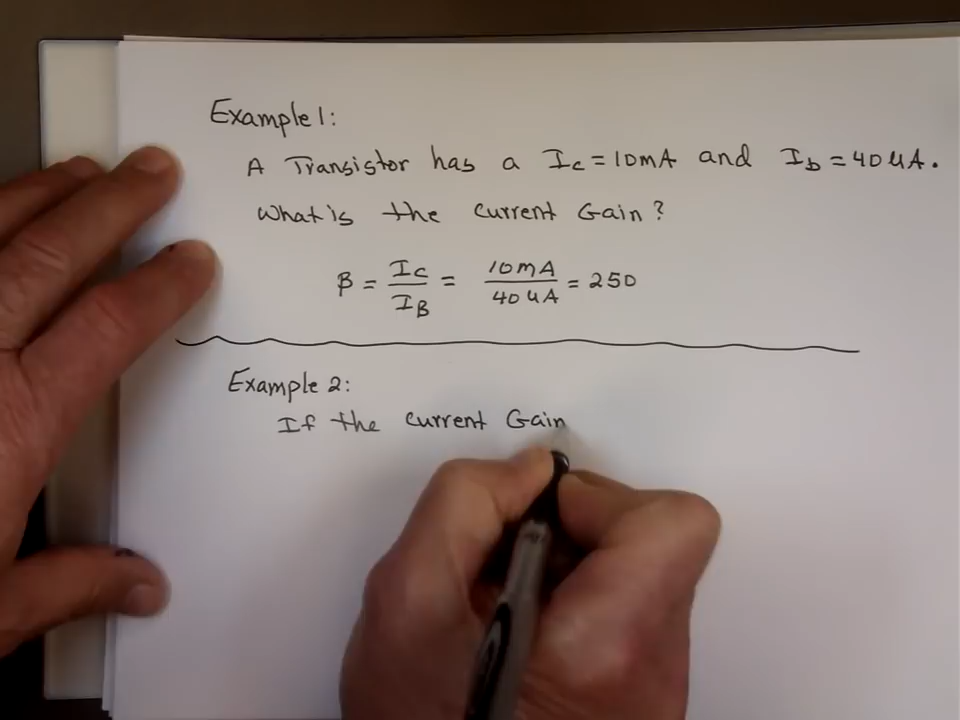 Example 1:
A Transistor has a Ic = 10mA and Ib = 40uA.
What is the current Gain?
β = Ic/IB = 10mA/40uA = 250
Example 2:
If the current Gain